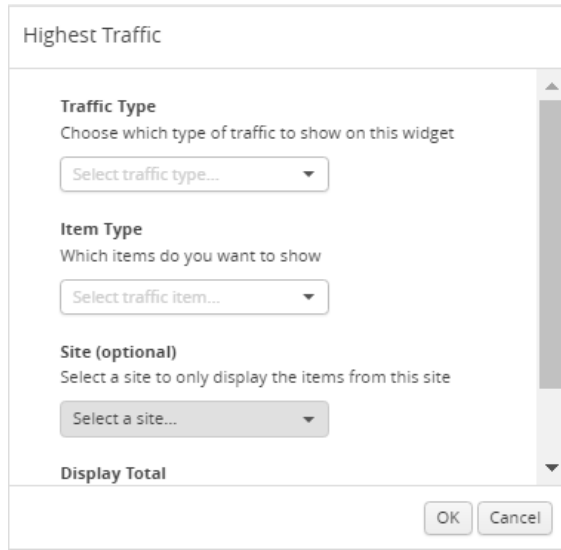 Highest Traffic
Traffic Type
Choose which type of traffic to show on this widget
Select traffic type...
Item Type
Which items do you want to show
Select traffic item...
Site (optional)
Select a site to only display the items from this site
Select a site...
Display Total
OK Cancel